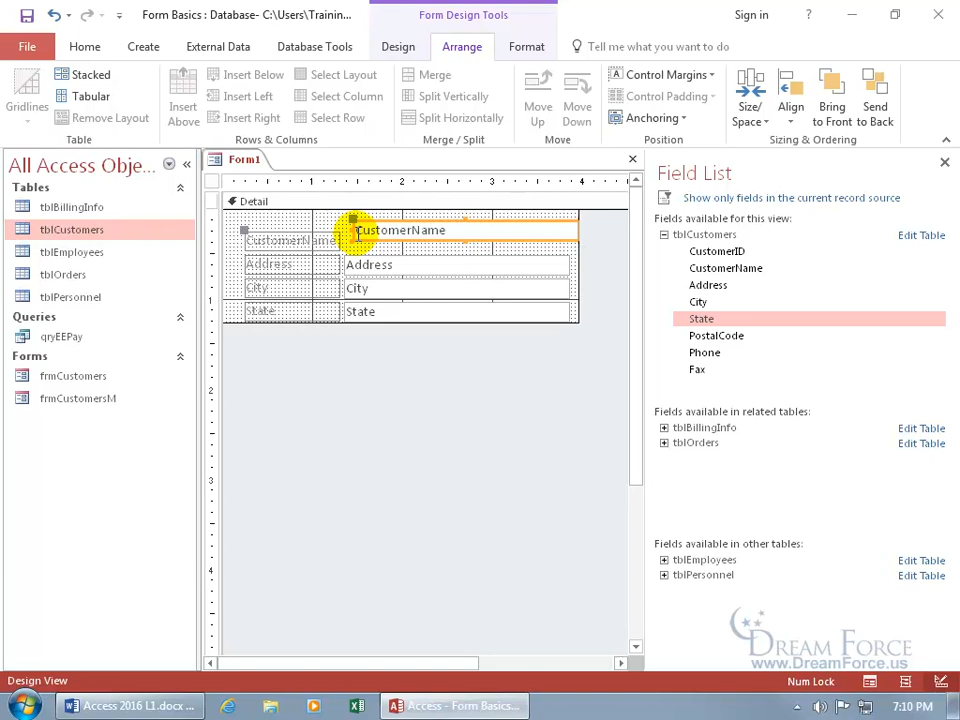 Form Basics : Database- C:\Users\Trainin...
Form Design Tools
Sign in
?
File
Home
Create
External Data
Database Tools
Design
Arrange
Format
Tell me what you want to do
Gridlines
Stacked
Tabular
Remove Layout
Table
Insert Above
Insert Below
Insert Left
Insert Right
Select Layout
Select Column
Select Row
Rows & Columns
Merge
Split Vertically
Split Horizontally
Merge / Split
Move Up
Move Down
Move
Control Margins
Control Padding
Anchoring
Position
Size/ Space
Align
Bring to Front
Send to Back
Sizing & Ordering
All Access Obje...
Tables
tblBillingInfo
tblCustomers
tblEmployees
tblOrders
tblPersonnel
Queries
qryEEPay
Forms
frmCustomers
frmCustomersM
Form1
1 2 3 4
Detail
CustomerName CustomerName
Address Address
City City
State State
1
2
3
4
Field List
Show only fields in the current record source
Fields available for this view:
tblCustomers Edit Table
CustomerID
CustomerName
Address
City
State
PostalCode
Phone
Fax
Fields available in related tables:
tblBillingInfo Edit Table
tblOrders Edit Table
Fields available in other tables:
tblEmployees Edit Table
tblPersonnel Edit Table
DREAM FORCE
www.DreamForce.us
Design View
Num Lock
Access 2016 L1.docx ...
Access - Form Basics...
7:10 PM